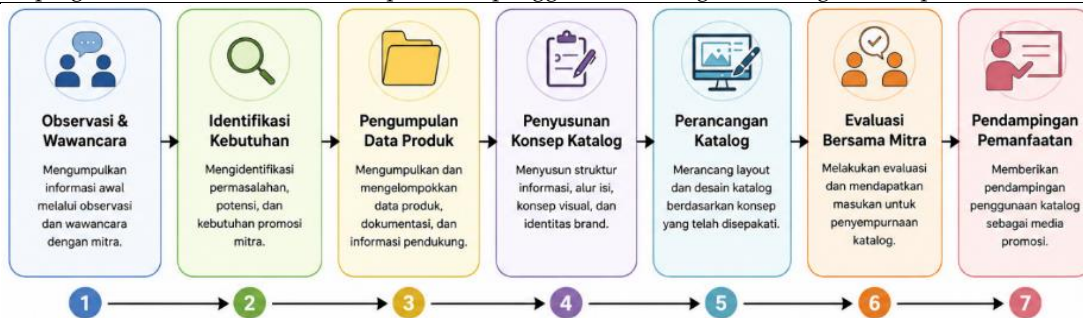 Observasi &
Wawancara
Mengumpulkan
informasi awal
melalui observasi
dan wawancara
dengan mitra.
Identifikasi
Kebutuhan
Mengidentifikasi
permasalahan,
potensi, dan
kebutuhan promosi
mitra.
Pengumpulan
Data Produk
Mengumpulkan dan
mengelompokkan
data produk,
dokumentasi, dan
informasi pendukung.
Penyusunan
Konsep Katalog
Menyusun struktur
informasi, alur isi,
konsep visual, dan
identitas brand.
Perancangan
Katalog
Merancang layout
dan desain katalog
berdasarkan konsep
yang telah disepakati.
Evaluasi
Bersama Mitra
Melakukan evaluasi
dan mendapatkan
masukan untuk
penyempurnaan
katalog.
Pendampingan
Pemanfaatan
Memberikan
pendampingan
penggunaan katalog
sebagai media
promosi.
1
2
3
4
5
6
7